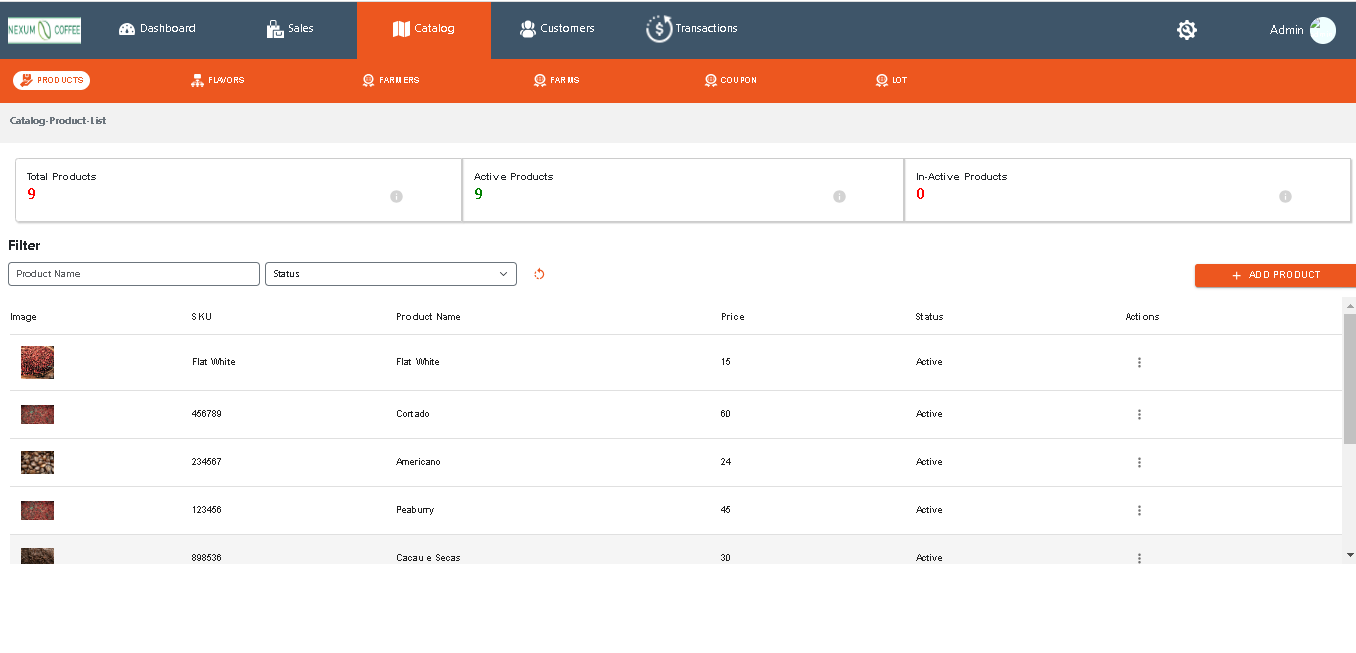 NEXUM COFFEE Dashboard Sales Catalog Customers Transactions Admin
PRODUCTS FLAVORS FARMERS FARMS COUPON LOT
Catalog-Product-List
Total Products Active Products In-Active Products
9 9 0
Filter
Product Name Status + ADD PRODUCT
Image SKU Product Name Price Status Actions
Flat White Flat White 15 Active
456789 Cortado 60 Active
234567 Americano 24 Active
123456 Peaburry 45 Active
898536 Cacau e Secas 30 Active